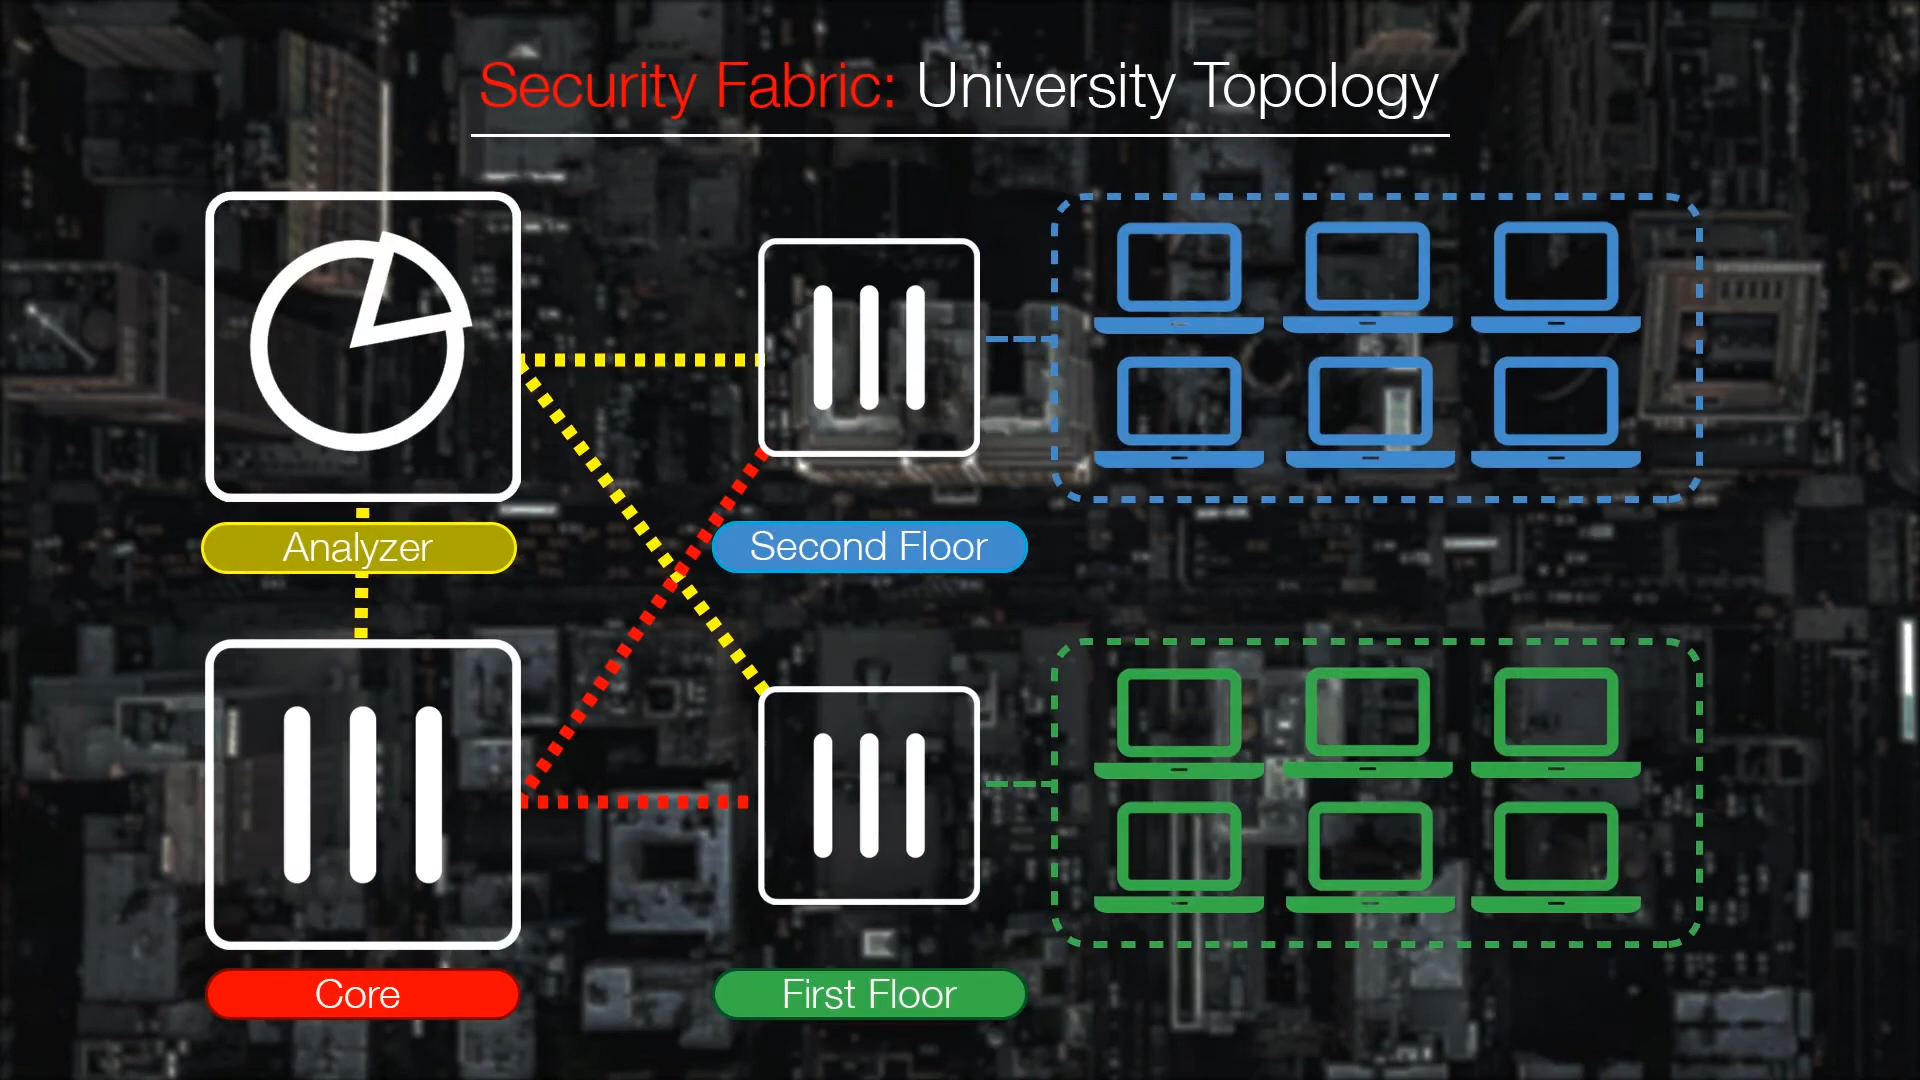 Security Fabric: University Topology
Analyzer
Second Floor
Core
First Floor